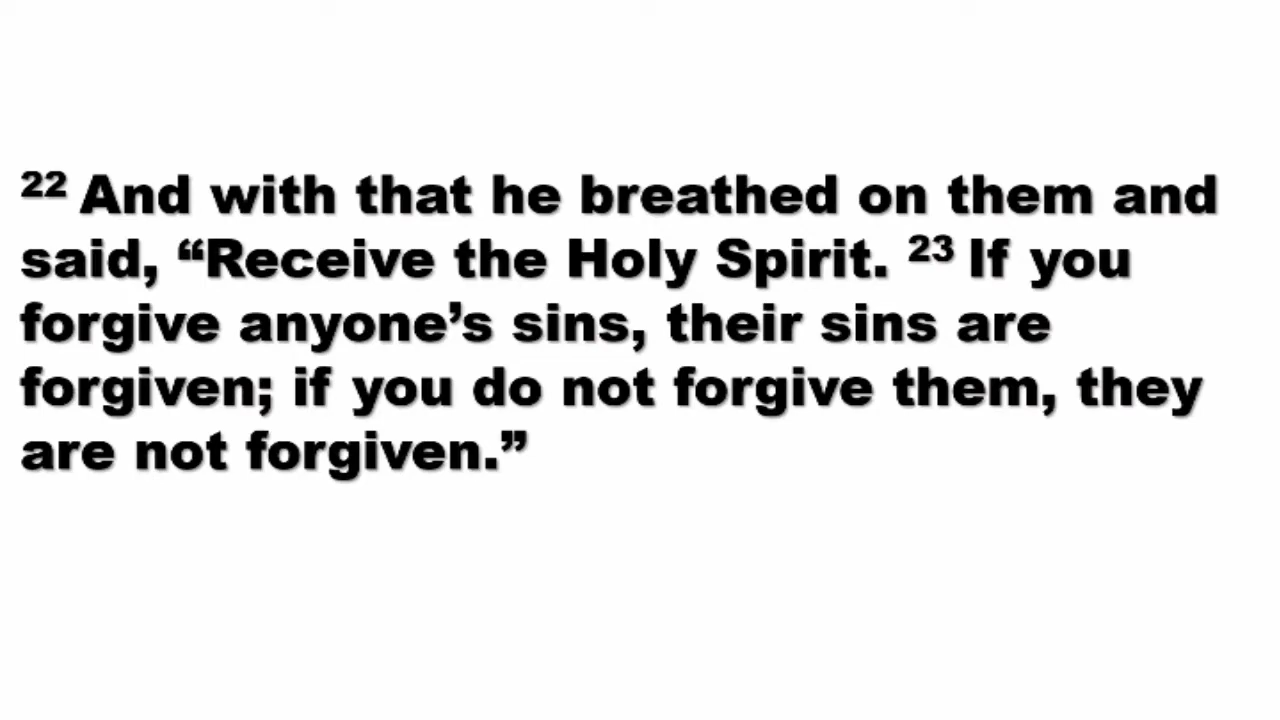 22 And with that he breathed on them and
said, “Receive the Holy Spirit. 23 If you
forgive anyone’s sins, their sins are
forgiven; if you do not forgive them, they
are not forgiven.”